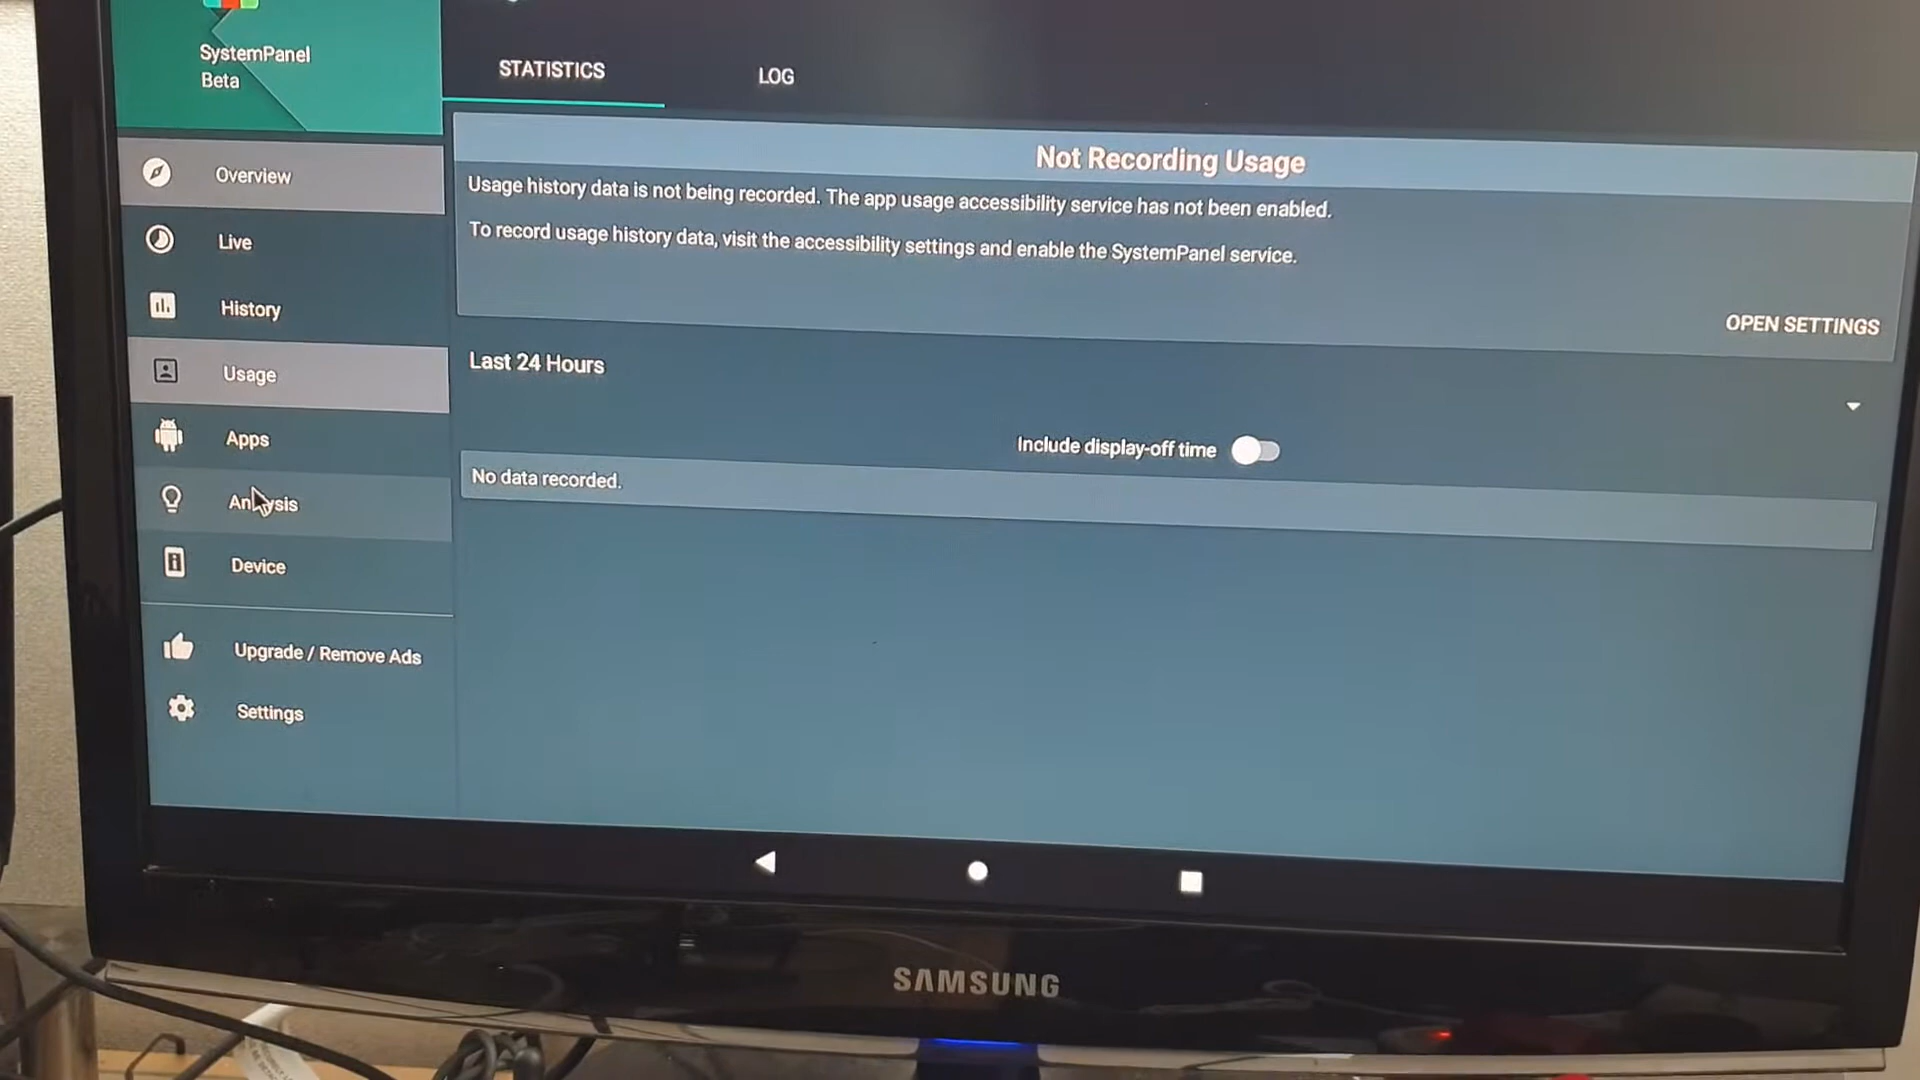 SystemPanel
Beta
STATISTICS
LOG
Overview
Live
History
Usage
Apps
Analysis
Device
Upgrade / Remove Ads
Settings
Not Recording Usage
Usage history data is not being recorded. The app usage accessibility service has not been enabled.
To record usage history data, visit the accessibility settings and enable the SystemPanel service.
OPEN SETTINGS
Last 24 Hours
Include display-off time
No data recorded.
SAMSUNG